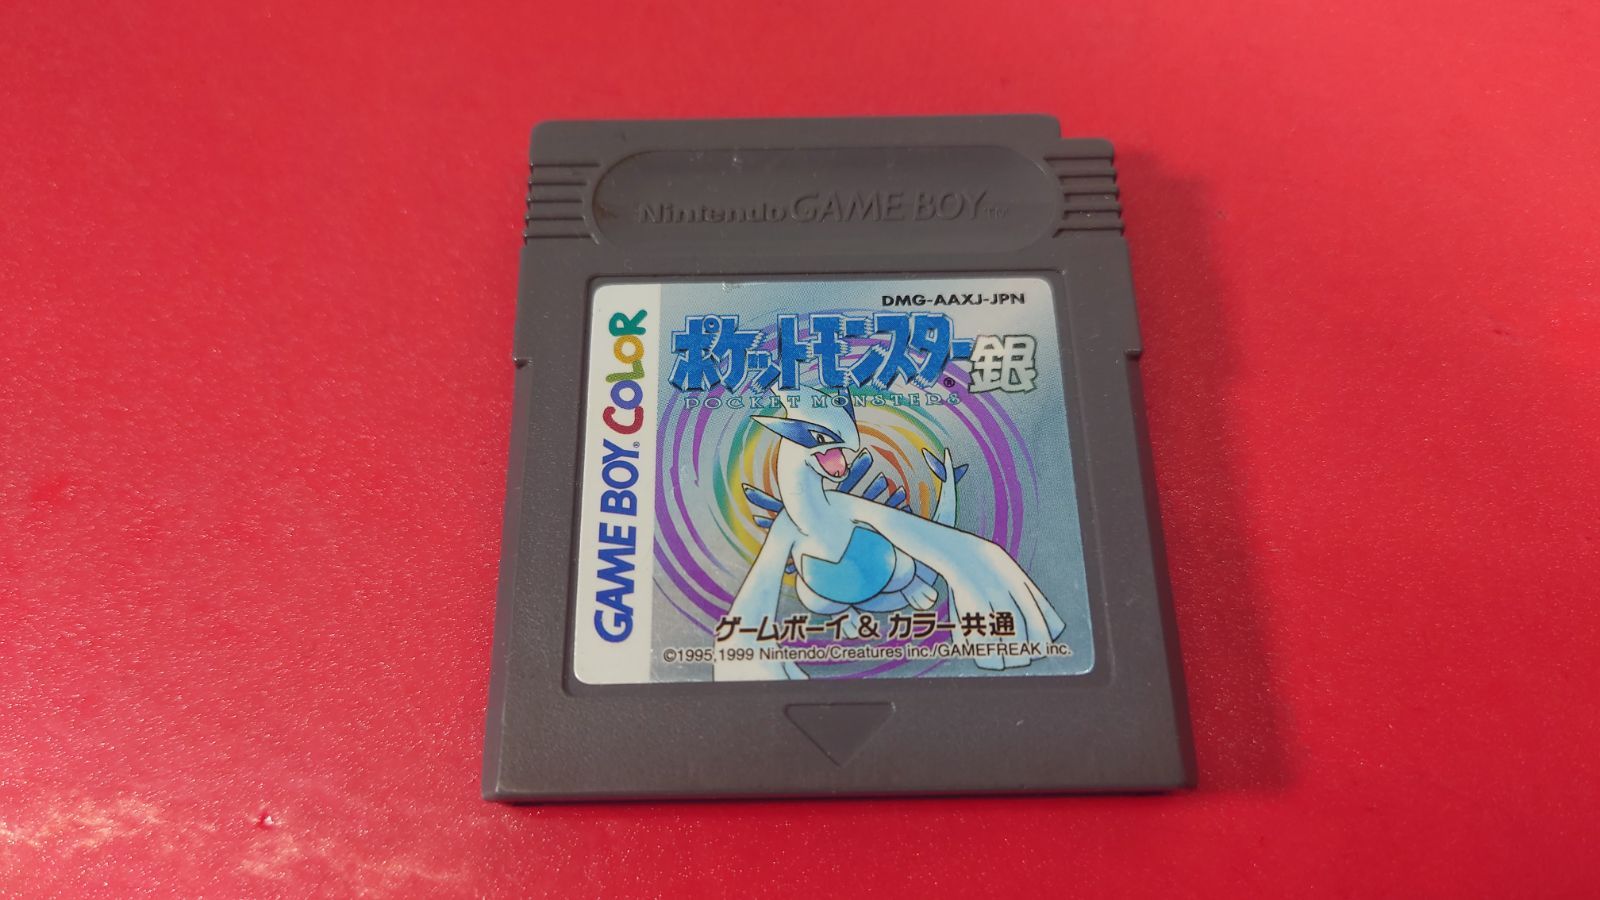 Nintendo GAME BOY™
DMG-AAXJ-JPN
ポケットモンスター®銀
POCKET MONSTERS
GAME BOY® COLOR
ゲームボーイ & カラー共通
©1995,1999 Nintendo/Creatures inc./GAMEFREAK inc.